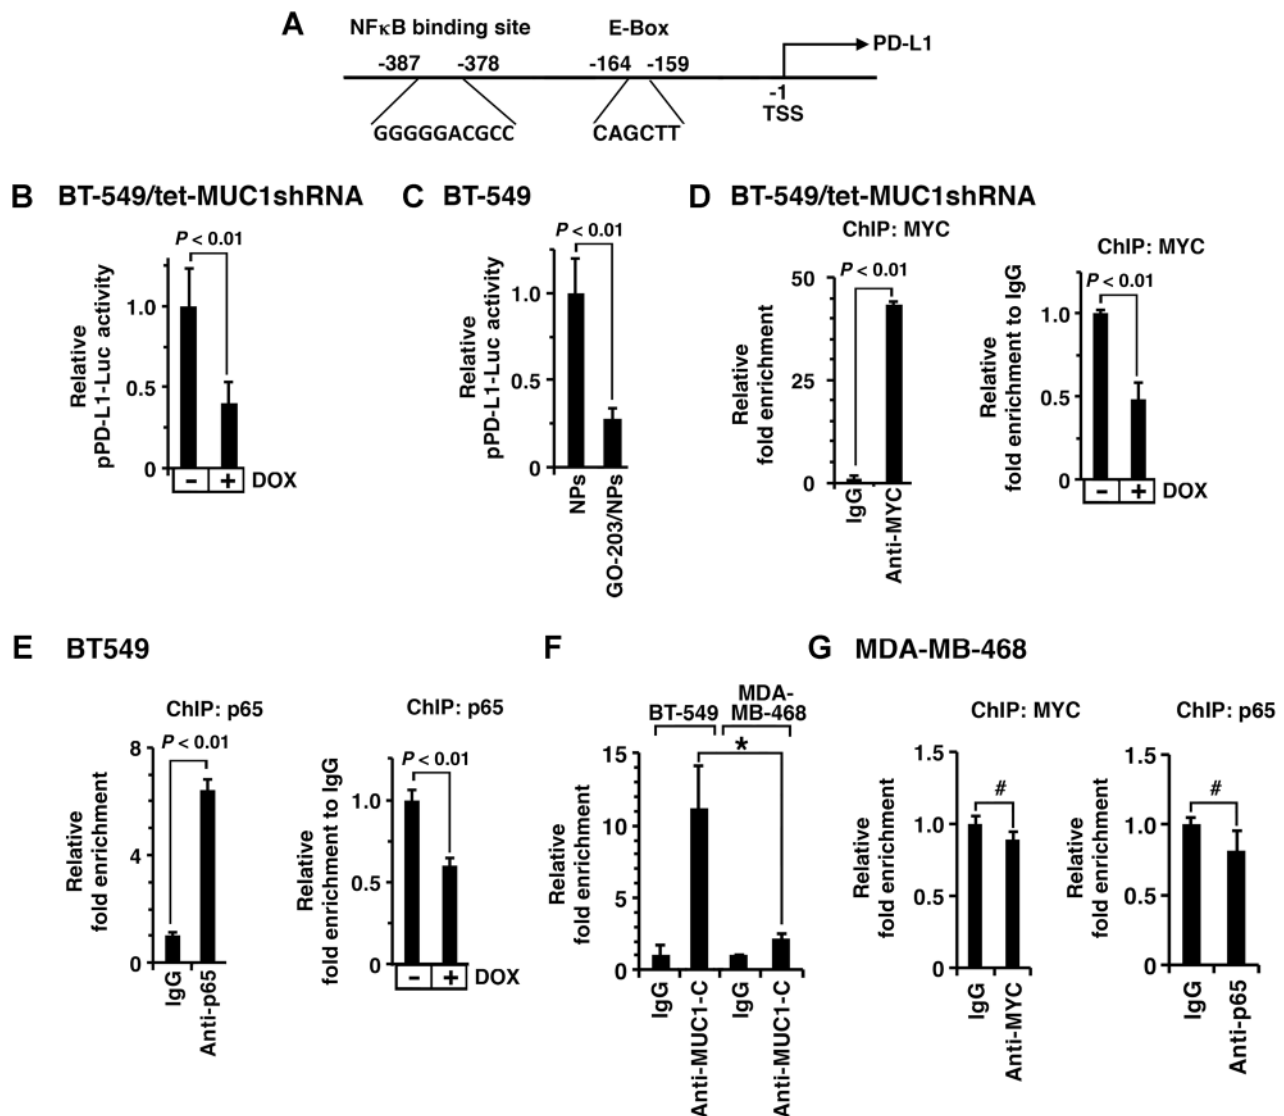 A
NFκB binding site
E-Box
-387
-378
-164
-159
PD-L1
-1
TSS
GGGGGACGCC
CAGCTT
B BT-549/tet-MUC1shRNA
P < 0.01
Relative
pPD-L1-Luc activity
1.0
0.5
0
- + DOX
C BT-549
P < 0.01
Relative
pPD-L1-Luc activity
1.0
0.5
0
NPs
GO-203/NPs
D BT-549/tet-MUC1shRNA
ChIP: MYC
P < 0.01
Relative
fold enrichment
50
25
0
IgG
Anti-MYC
ChIP: MYC
P < 0.01
Relative
fold enrichment to IgG
1.0
0.5
0
- + DOX
E BT549
ChIP: p65
P < 0.01
Relative
fold enrichment
8
4
0
IgG
Anti-p65
ChIP: p65
P < 0.01
Relative
fold enrichment to IgG
1.0
0.5
0
- + DOX
F
BT-549
MDA-
MB-468
*
Relative
fold enrichment
15
10
5
0
IgG
Anti-MUC1-C
IgG
Anti-MUC1-C
G MDA-MB-468
ChIP: MYC
#
Relative
fold enrichment
1.5
1.0
0.5
0
IgG
Anti-MYC
ChIP: p65
#
Relative
fold enrichment
1.5
1.0
0.5
0
IgG
Anti-p65